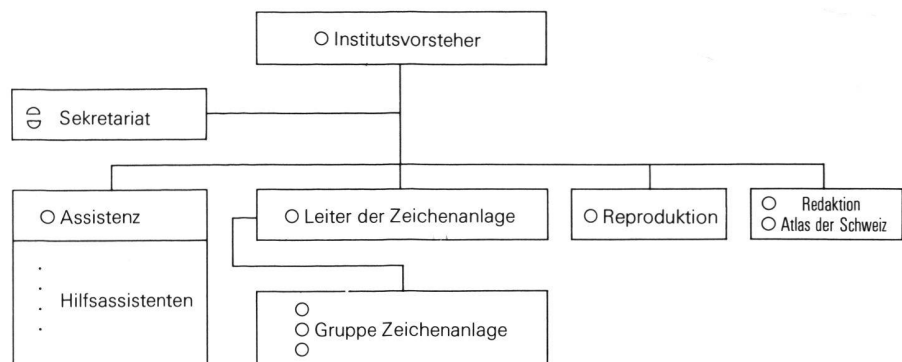 Institutsvorsteher
Sekretariat
Assistenz
Leiter der Zeichenanlage
Reproduktion
Redaktion
Atlas der Schweiz
Hilfsassistenten
Gruppe Zeichenanlage